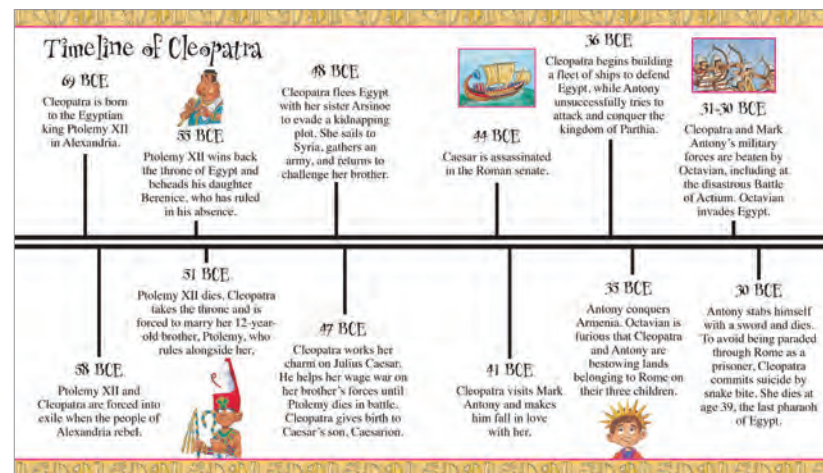 Timeline of Cleopatra
69 BCE
Cleopatra is born
to the Egyptian
king Ptolemy XII
in Alexandria.
58 BCE
Ptolemy XII and
Cleopatra are forced into
exile when the people of
Alexandria rebel.
55 BCE
Ptolemy XII wins back
the throne of Egypt and
beheads his daughter
Berenice, who has ruled
in his absence.
51 BCE
Ptolemy XII dies. Cleopatra
takes the throne and is
forced to marry her 12-year-
old brother, Ptolemy, who
rules alongside her.
48 BCE
Cleopatra flees Egypt
with her sister Arsinoe
to evade a kidnapping
plot. She sails to
Syria, gathers an
army, and returns to
challenge her brother.
47 BCE
Cleopatra works her
charm on Julius Caesar.
He helps her wage war on
her brother's forces until
Ptolemy dies in battle.
Cleopatra gives birth to
Caesar's son, Caesarion.
44 BCE
Caesar is assassinated
in the Roman senate.
41 BCE
Cleopatra visits Mark
Antony and makes
him fall in love
with her.
36 BCE
Cleopatra begins building
a fleet of ships to defend
Egypt, while Antony
unsuccessfully tries to
attack and conquer the
kingdom of Parthia.
35 BCE
Antony conquers
Armenia. Octavian is
furious that Cleopatra
and Antony are
bestowing lands
belonging to Rome on
their three children.
31-30 BCE
Cleopatra and Mark
Antony's military
forces are beaten by
Octavian, including at
the disastrous Battle
of Actium. Octavian
invades Egypt.
30 BCE
Antony stabs himself
with a sword and dies.
To avoid being paraded
through Rome as a
prisoner, Cleopatra
commits suicide by
snake bite. She dies at
age 39, the last pharaoh
of Egypt.